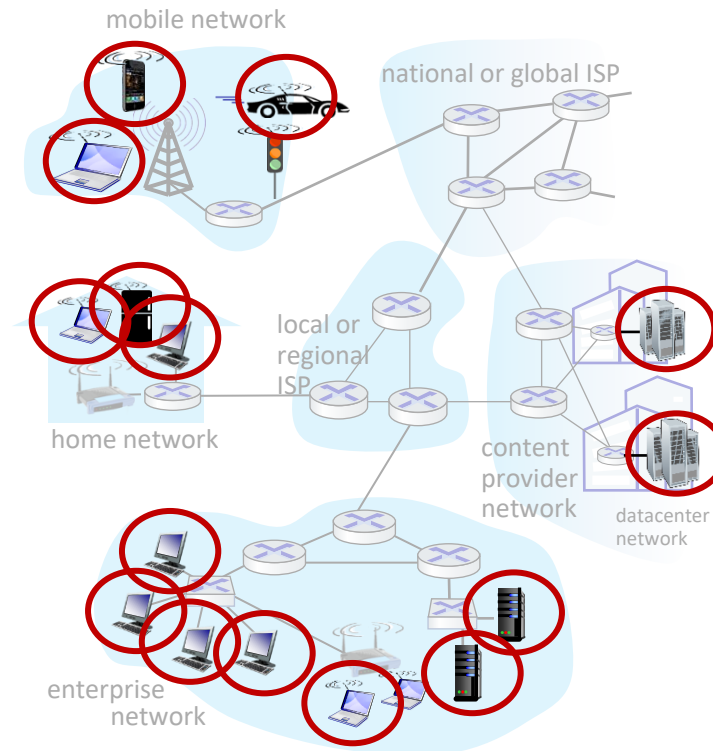 mobile network
national or global ISP
local or
regional
ISP
home network
content
provider
network
datacenter
network
enterprise
network